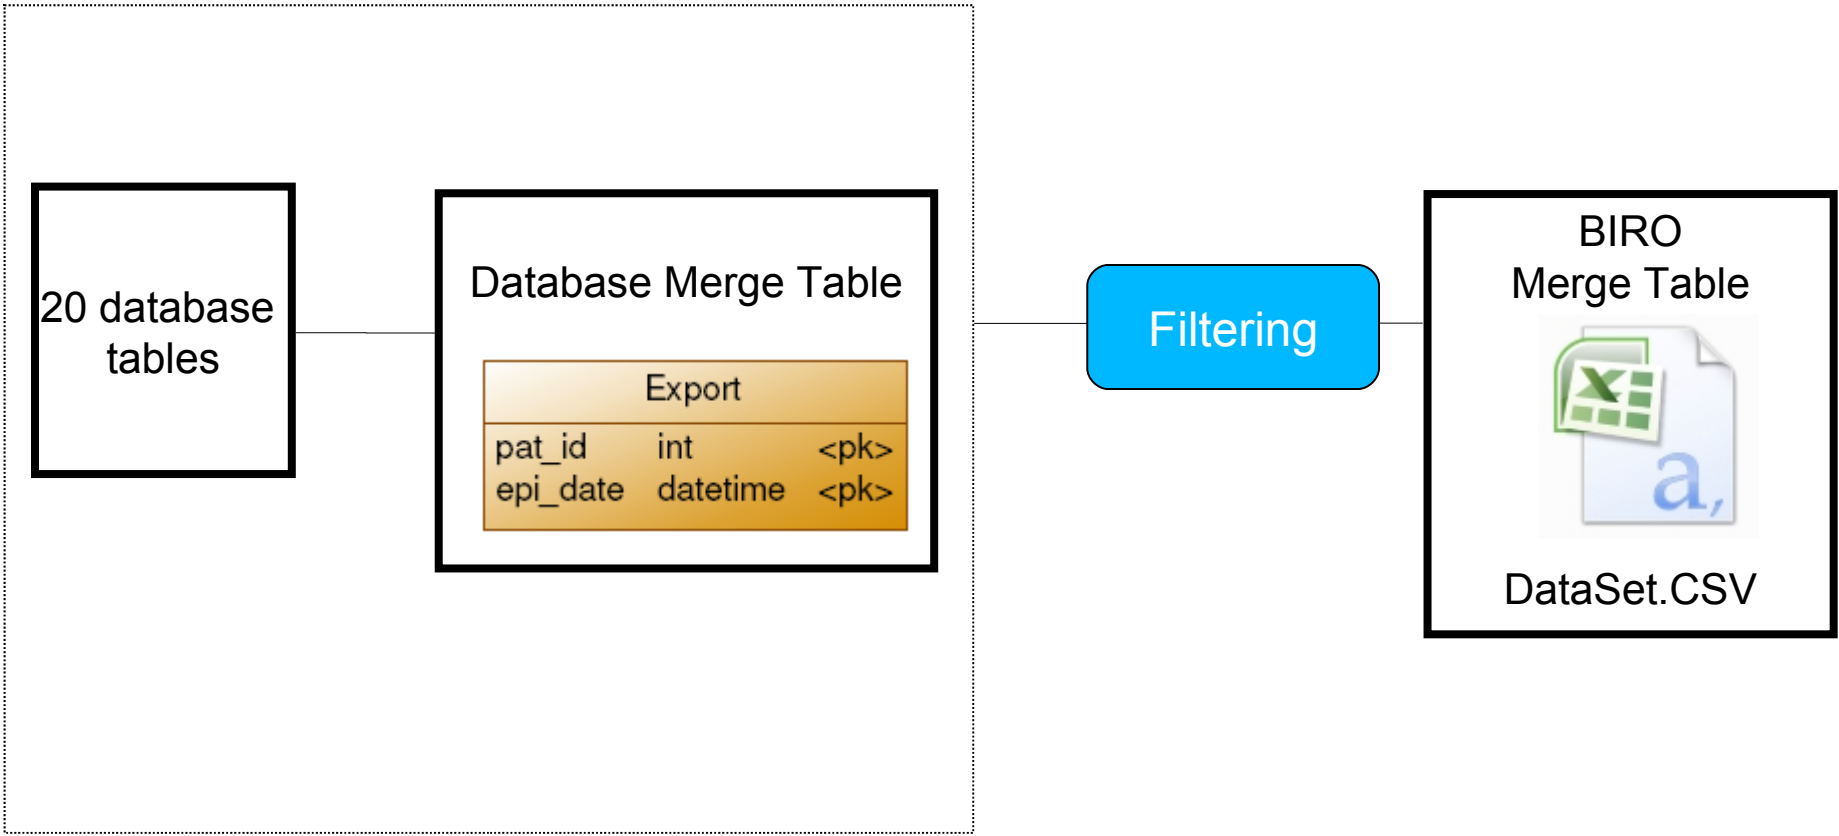 20 database
tables
Database Merge Table
Export
pat_id int <pk>
epi_date datetime <pk>
Filtering
BIRO
Merge Table
X
a,
DataSet.CSV